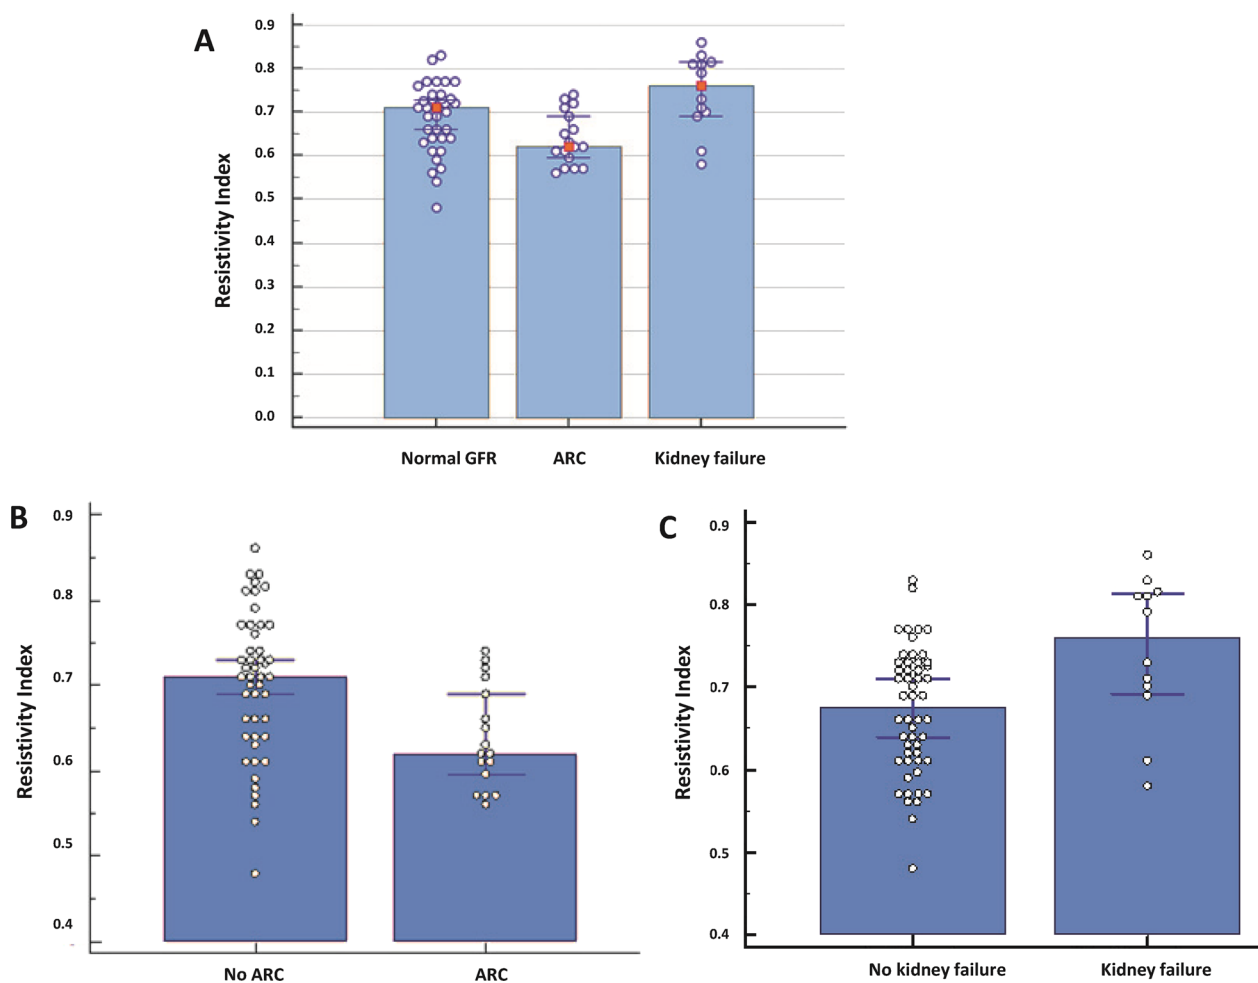 A
Resistivity Index
0.9
0.8
0.7
0.6
0.5
0.4
0.3
0.2
0.1
0.0
Normal GFR ARC Kidney failure
B
Resistivity Index
0.9
0.8
0.7
0.6
0.5
0.4
No ARC ARC
C
Resistivity Index
0.9
0.8
0.7
0.6
0.5
0.4
No kidney failure Kidney failure